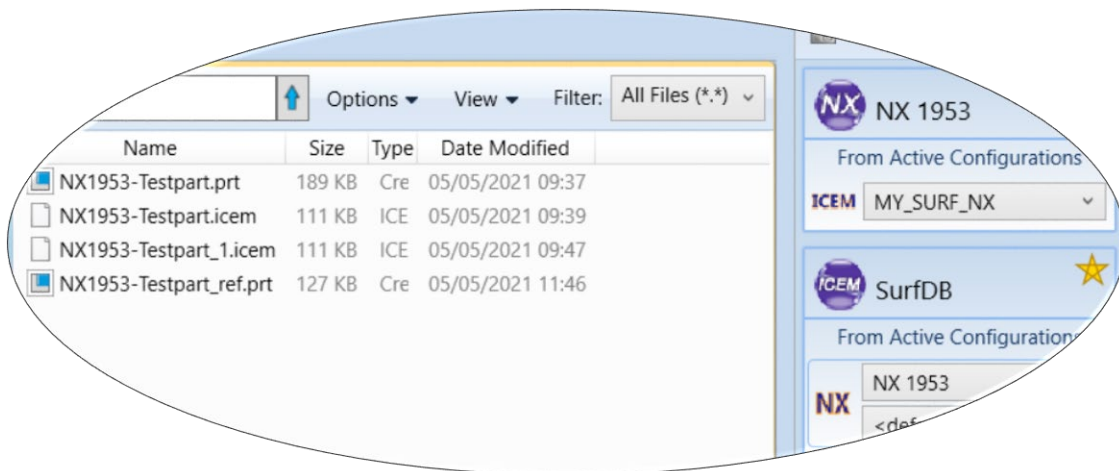 Options View Filter: All Files (*.*)
Name Size Type Date Modified
NX1953-Testpart.prt 189 KB Cre 05/05/2021 09:37
NX1953-Testpart.icem 111 KB ICE 05/05/2021 09:39
NX1953-Testpart_1.icem 111 KB ICE 05/05/2021 09:47
NX1953-Testpart_ref.prt 127 KB Cre 05/05/2021 11:46
NX NX 1953
From Active Configurations
ICEM MY_SURF_NX
ICEM SurfDB
From Active Configurations
NX 1953
NX